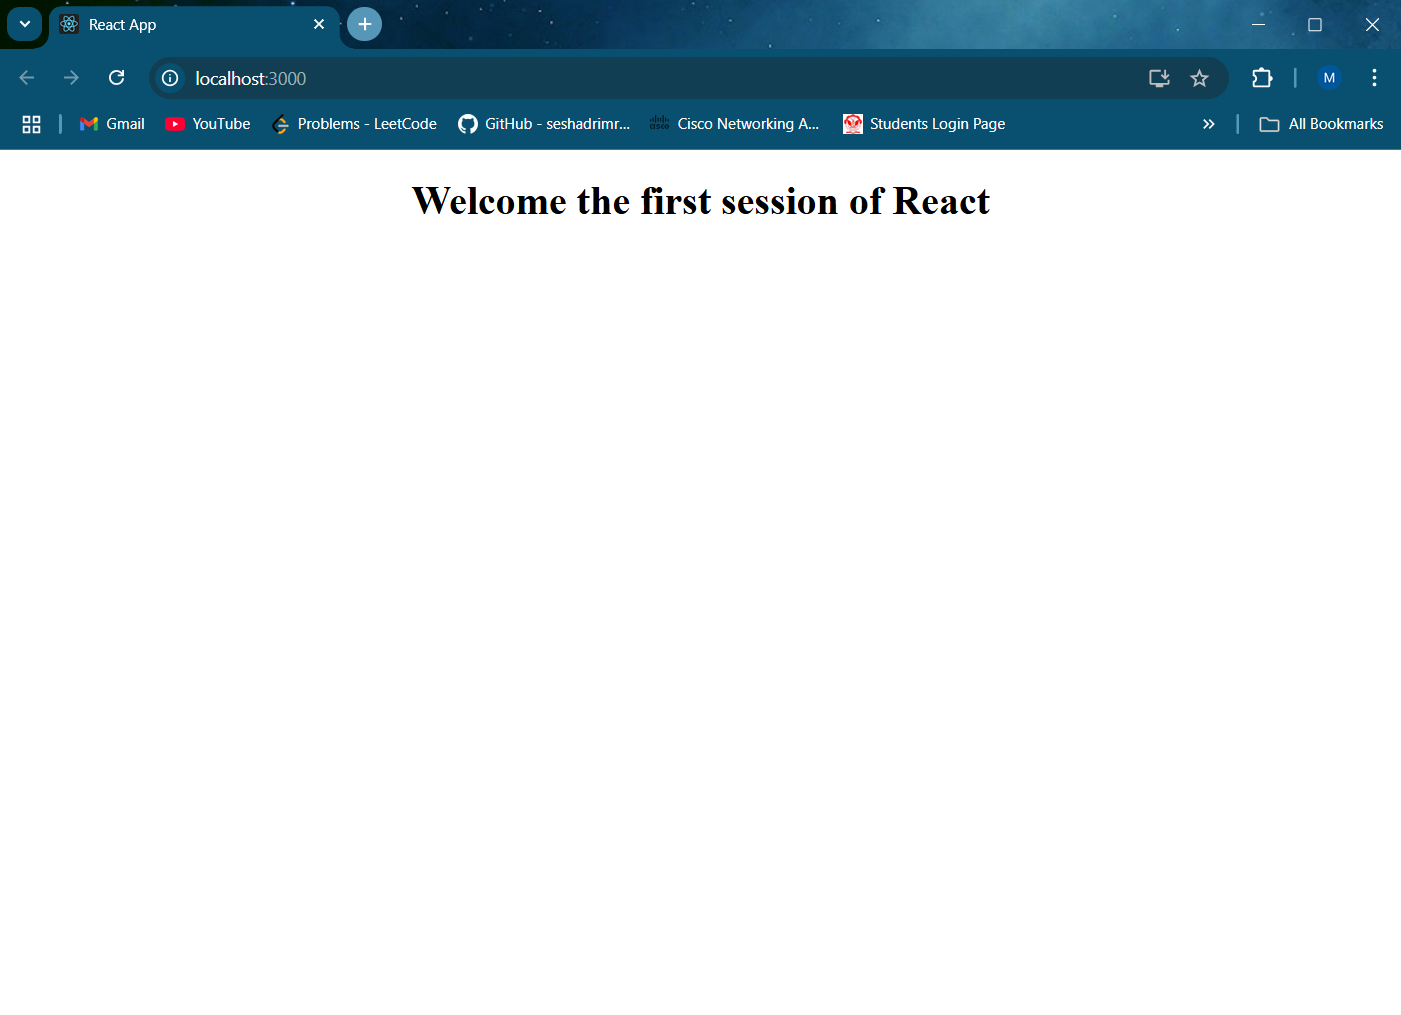 React App
localhost:3000
M
Gmail
YouTube
Problems - LeetCode
GitHub - seshadrimr...
Cisco Networking A...
Students Login Page
All Bookmarks
Welcome the first session of React